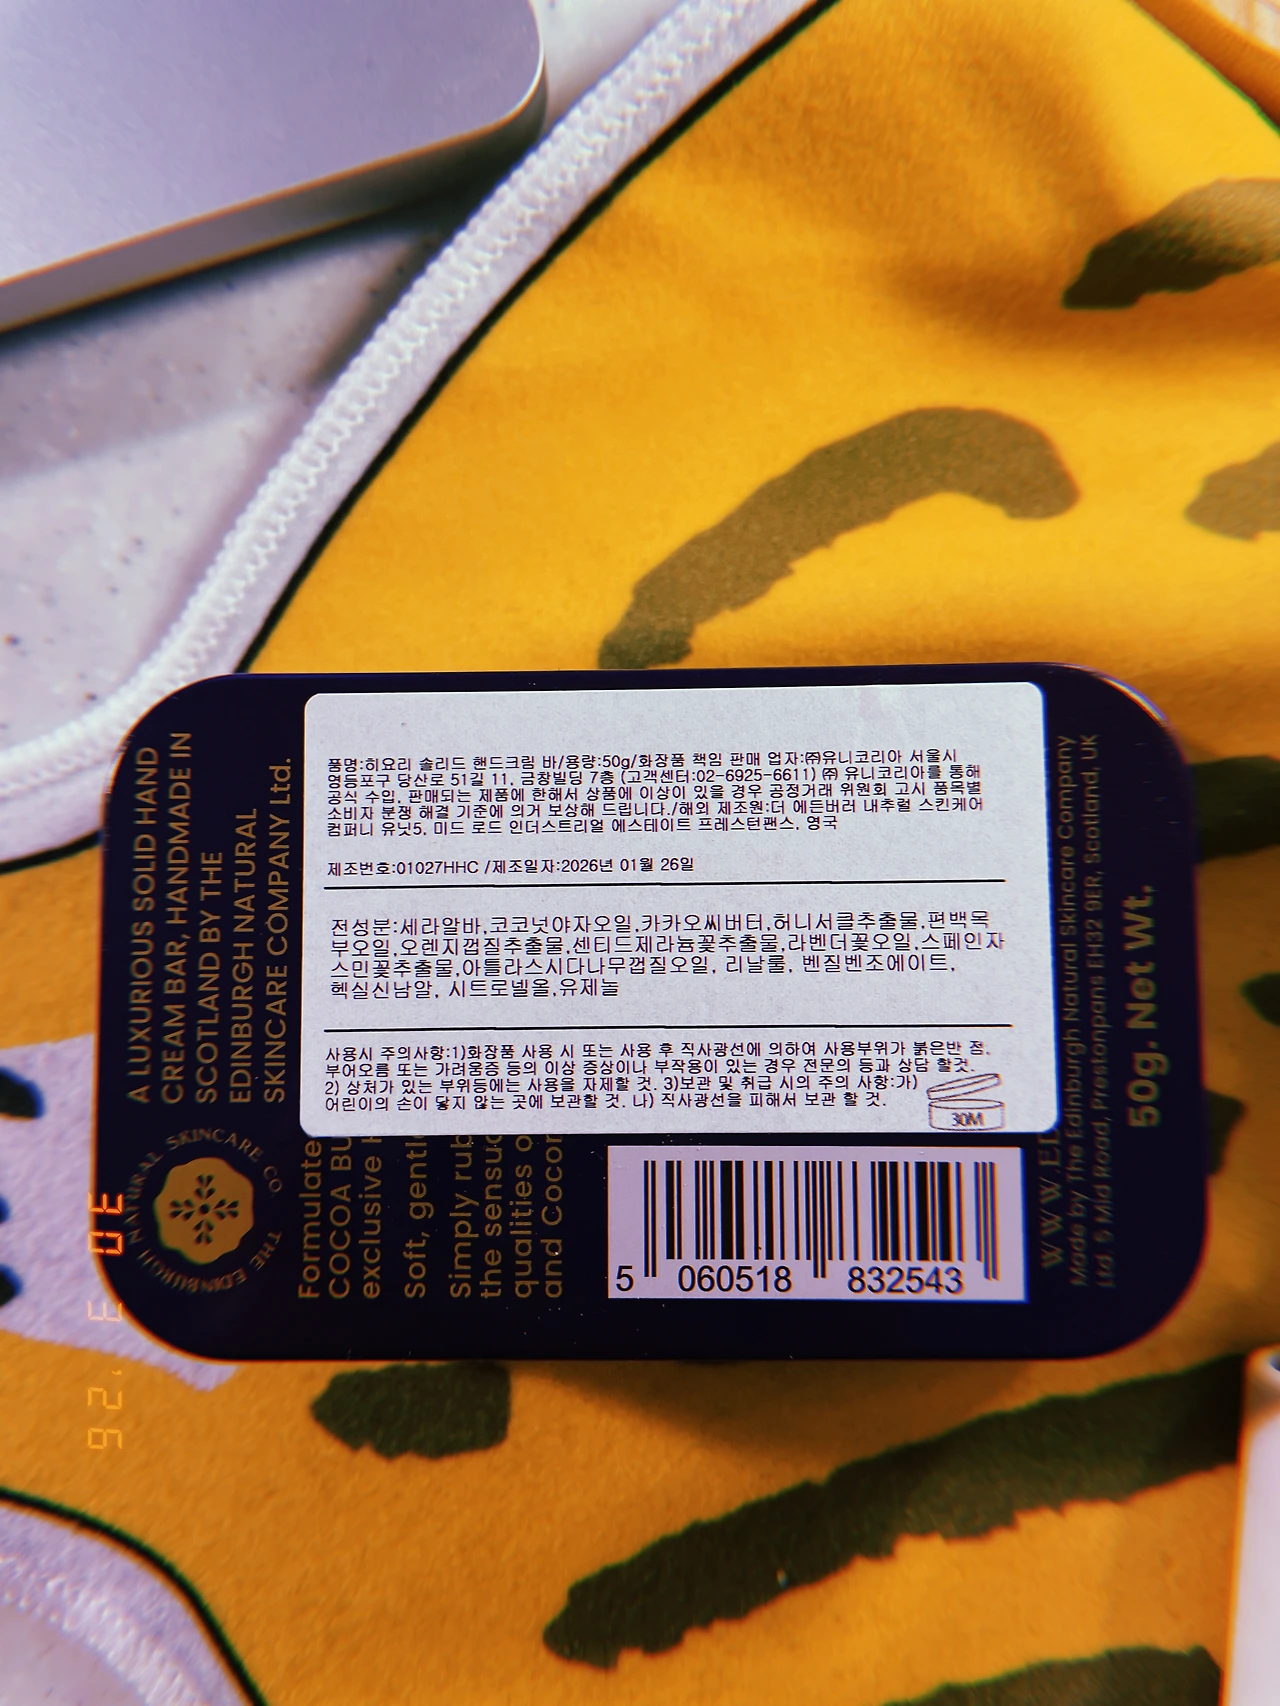 품명:히요리 솔리드 핸드크림 바/용량:50g/화장품 책임 판매 업자:㈜유니코리아 서울시
영등포구 당산로 51길 11, 금창빌딩 7층 (고객센터:02-6925-6611) ㈜ 유니코리아를 통해
공식 수입, 판매되는 제품에 한해서 상품에 이상이 있을 경우 공정거래 위원회 고시 품목별
소비자 분쟁 해결 기준에 의거 보상해 드립니다./해외 제조원:더 에든버러 내추럴 스킨케어
컴퍼니 유닛5, 미드 로드 인더스트리얼 에스테이트 프레스턴팬스, 영국
제조번호:01027HHC /제조일자:2026년 01월 26일
전성분:세라알바,코코넛야자오일,카카오씨버터,허니서클추출물,편백목
부오일,오렌지껍질추출물,센티드제라늄꽃추출물,라벤더꽃오일,스페인자
스민꽃추출물,아틀라스시다나무껍질오일, 리날룰, 벤질벤조에이트,
헥실신남알, 시트로넬올,유제놀
사용시 주의사항:1)화장품 사용 시 또는 사용 후 직사광선에 의하여 사용부위가 붉은반 점,
부어오름 또는 가려움증 등의 이상 증상이나 부작용이 있는 경우 전문의 등과 상담 할것.
2) 상처가 있는 부위등에는 사용을 자제할 것. 3)보관 및 취급 시의 주의 사항:가)
어린이의 손이 닿지 않는 곳에 보관할 것. 나) 직사광선을 피해서 보관 할 것.
30M
A LUXURIOUS SOLID HAND
CREAM BAR, HANDMADE IN
SCOTLAND BY THE
EDINBURGH NATURAL
SKINCARE COMPANY Ltd.
THE EDINBURGH NATURAL SKINCARE CO.
Formulate
COCOA BU
exclusive
Soft, gentl
Simply rub
the sensuo
qualities o
and Cocon
5 060518 832543
WWW.ED
Made by The Edinburgh Natural Skincare Company
Ltd. 5 Mid Road, Prestonpans EH32 9ER, Scotland, UK
50g. Net Wt.
30 3 '26